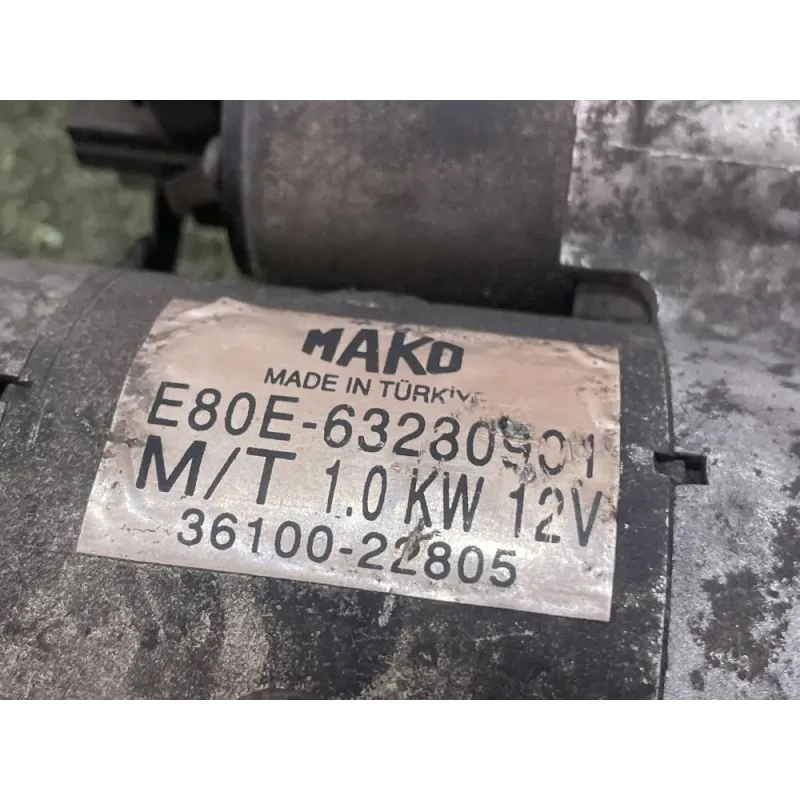 MAKO
MADE IN TÜRKİYE
E80E-63280901
M/T 1.0 KW 12V
36100-22805